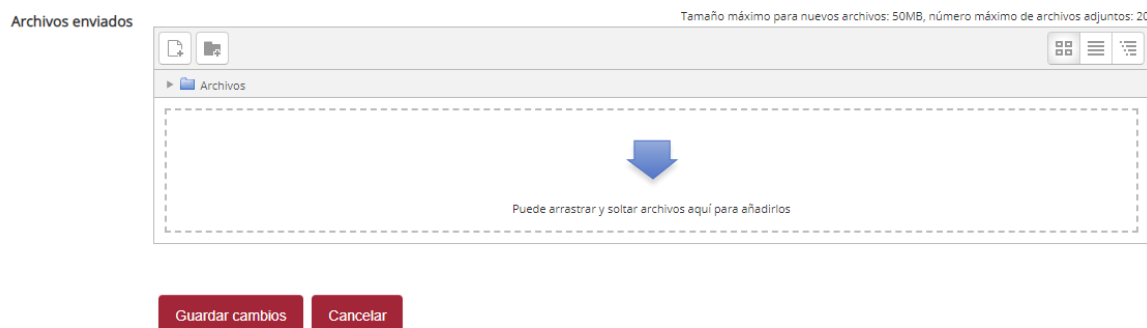 Archivos enviados
Tamaño máximo para nuevos archivos: 50MB, número máximo de archivos adjuntos: 20
Archivos
Puede arrastrar y soltar archivos aquí para añadirlos
Guardar cambios
Cancelar